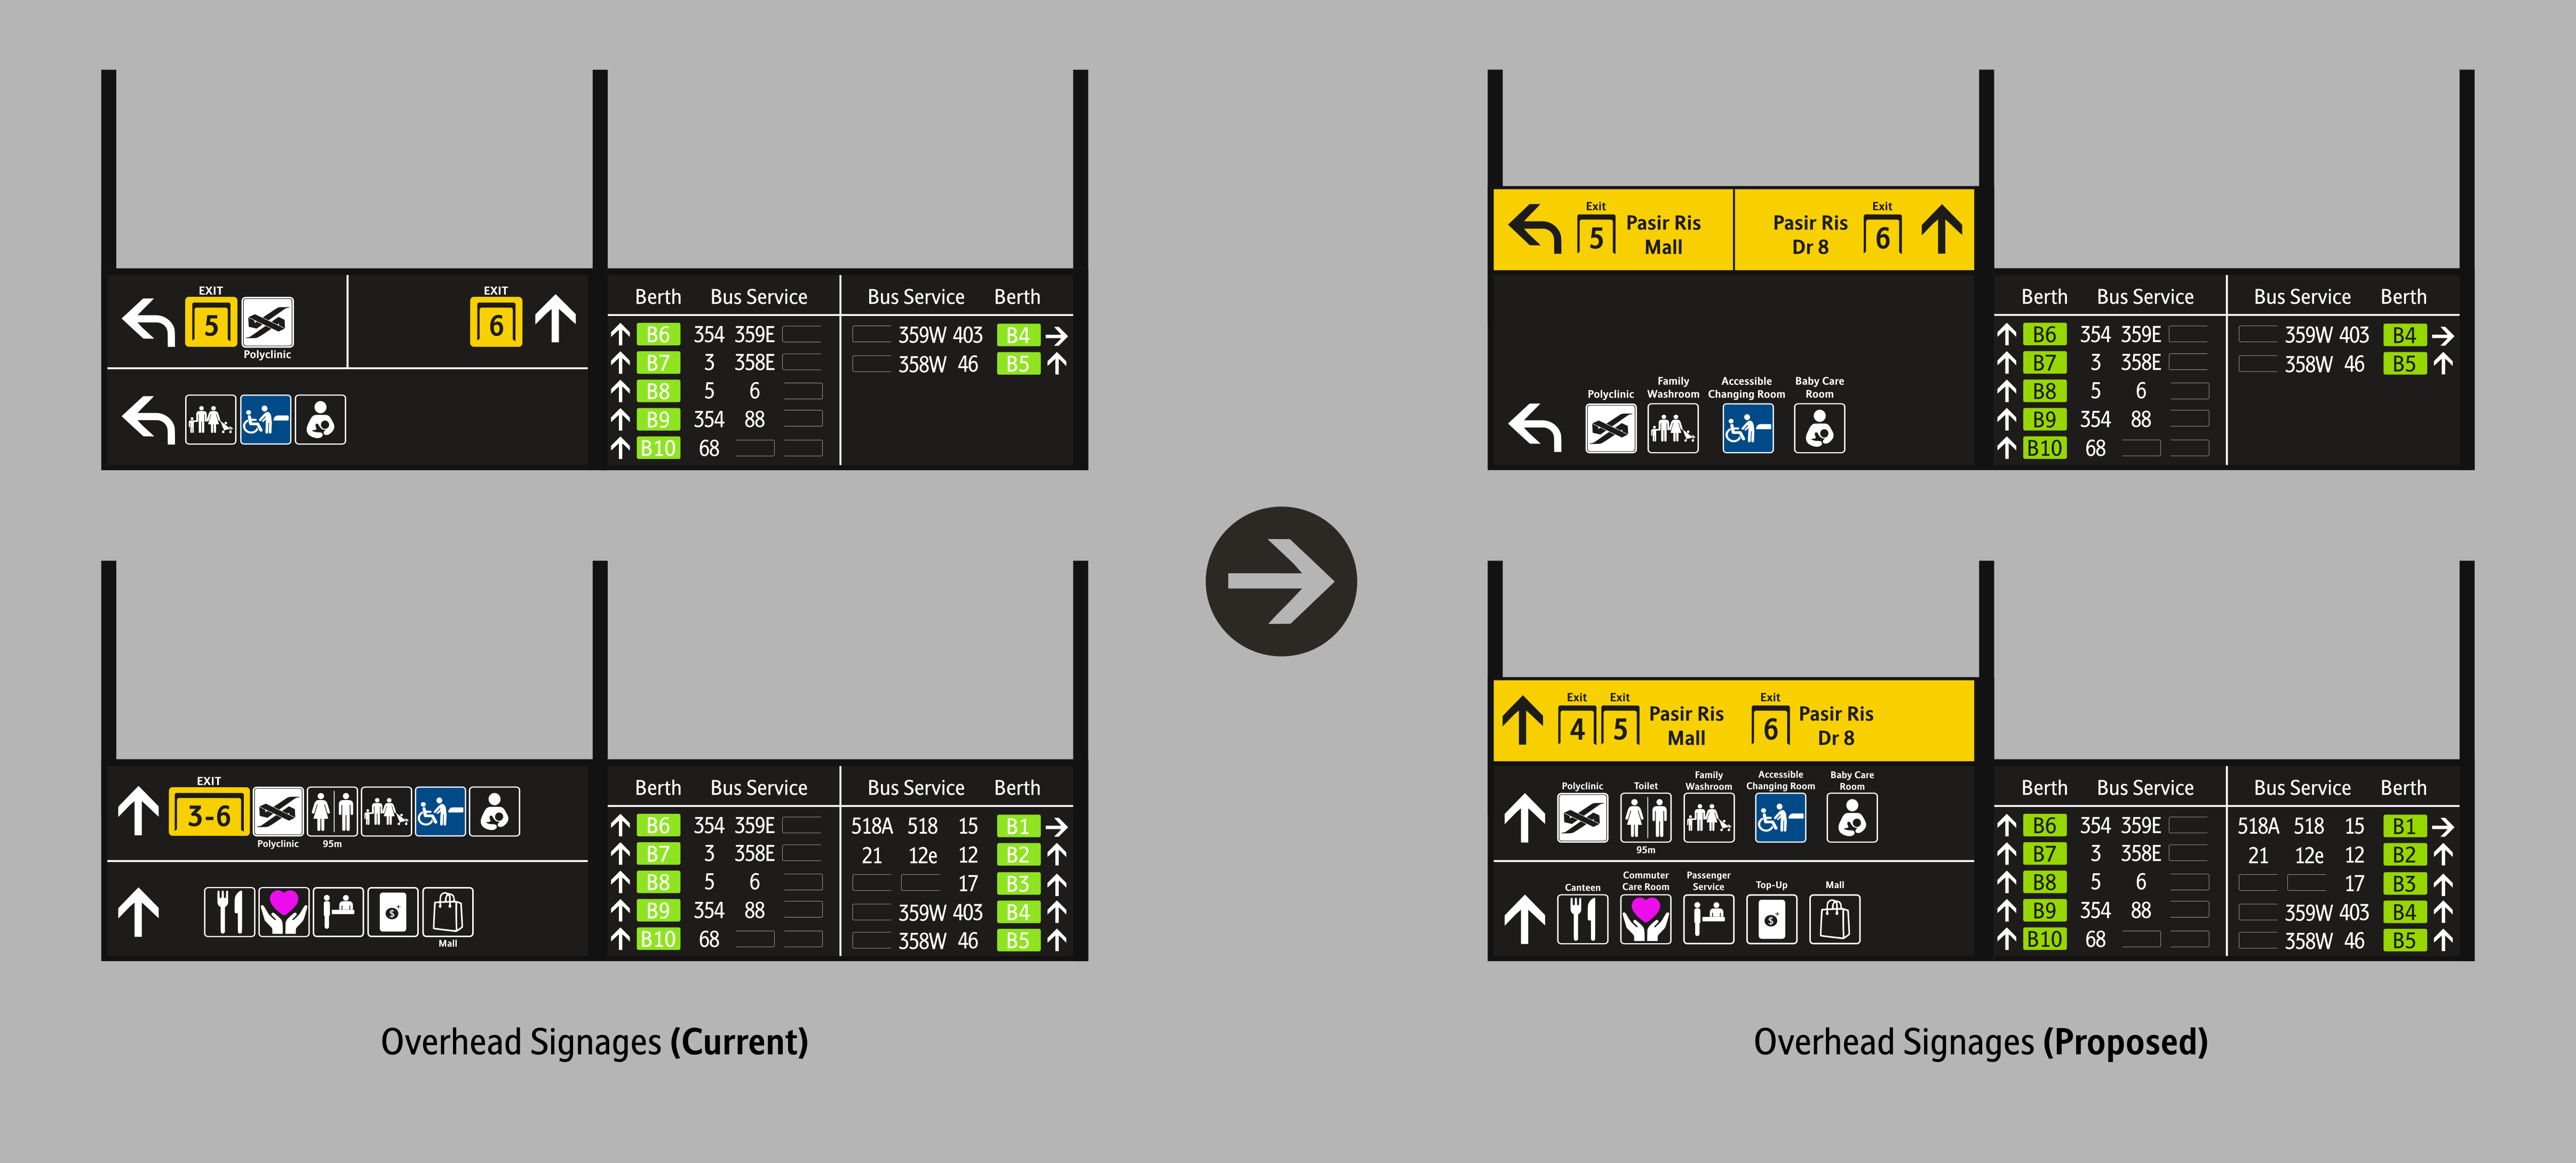 EXIT
5
Polyclinic
EXIT
6
Berth Bus Service
Bus Service Berth
B6 354 359E
B7 3 358E
B8 5 6
B9 354 88
B10 68
359W 403 B4
358W 46 B5
Exit
5
Pasir Ris
Mall
Pasir Ris
Dr 8
Exit
6
Polyclinic
Family
Washroom
Accessible
Changing Room
Baby Care
Room
Berth Bus Service
Bus Service Berth
B6 354 359E
B7 3 358E
B8 5 6
B9 354 88
B10 68
359W 403 B4
358W 46 B5
EXIT
3-6
Polyclinic
95m
Mall
Berth Bus Service
Bus Service Berth
B6 354 359E
B7 3 358E
B8 5 6
B9 354 88
B10 68
518A 518 15 B1
21 12e 12 B2
17 B3
359W 403 B4
358W 46 B5
Exit Exit
4 5
Pasir Ris
Mall
Exit
6
Pasir Ris
Dr 8
Polyclinic
Toilet
95m
Family
Washroom
Accessible
Changing Room
Baby Care
Room
Canteen
Commuter
Care Room
Passenger
Service
Top-Up
$+
Mall
Berth Bus Service
Bus Service Berth
B6 354 359E
B7 3 358E
B8 5 6
B9 354 88
B10 68
518A 518 15 B1
21 12e 12 B2
17 B3
359W 403 B4
358W 46 B5
Overhead Signages (Current)
Overhead Signages (Proposed)